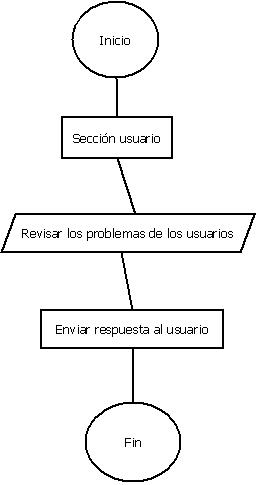 Inicio
Sección usuario
Revisar los problemas de los usuarios
Enviar respuesta al usuario
Fin